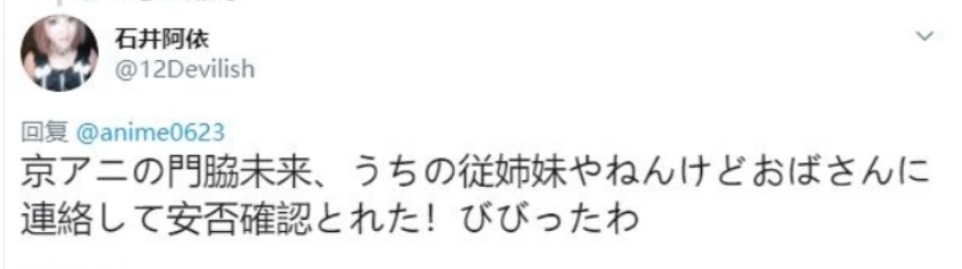 石井阿依
@12Devilish
回复 @anime0623
京アニの門脇未来、うちの従姉妹やねんけどおばさんに
連絡して安否確認とれた！びびったわ